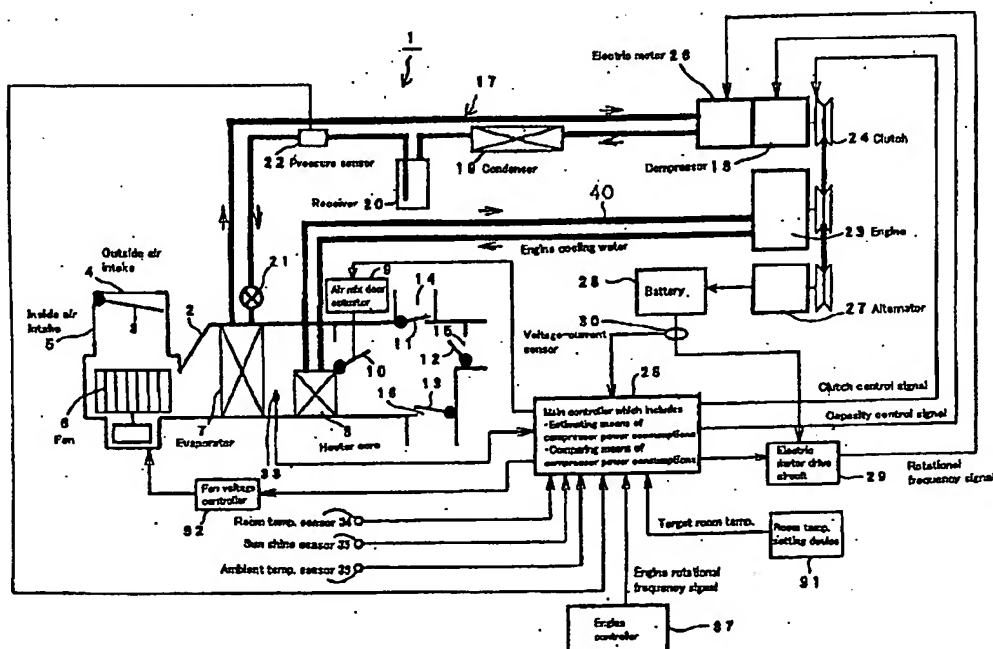 1
Electric motor 26
17
24 Clutch
22 Pressure sensor
19 Condenser
Compressor 18
Receiver 20
40
23 Engine
Engine cooling water
21
Outside air
intake
4
3
2
Inside air
intake
5
9
Air mix door
actuator
14
11
15
12
10
13
16
28
Battery
30
Voltage-current
sensor
27 Alternator
6
Fan
7
Evaporator
33
8
Heater core
25
Main controller which includes
·Estimating means of
compressor power consumptions
·Comparing means of
compressor power consumptions
Clutch control signal
Capacity control signal
Electric
motor drive
circuit
29
Rotational
frequency signal
Fan voltage
controller
32
Room temp. sensor 34
Sun shine sensor 35
Ambient temp. sensor
Target room temp.
Room temp.
setting device
31
Engine rotational
frequency signal
Engine
controller
37